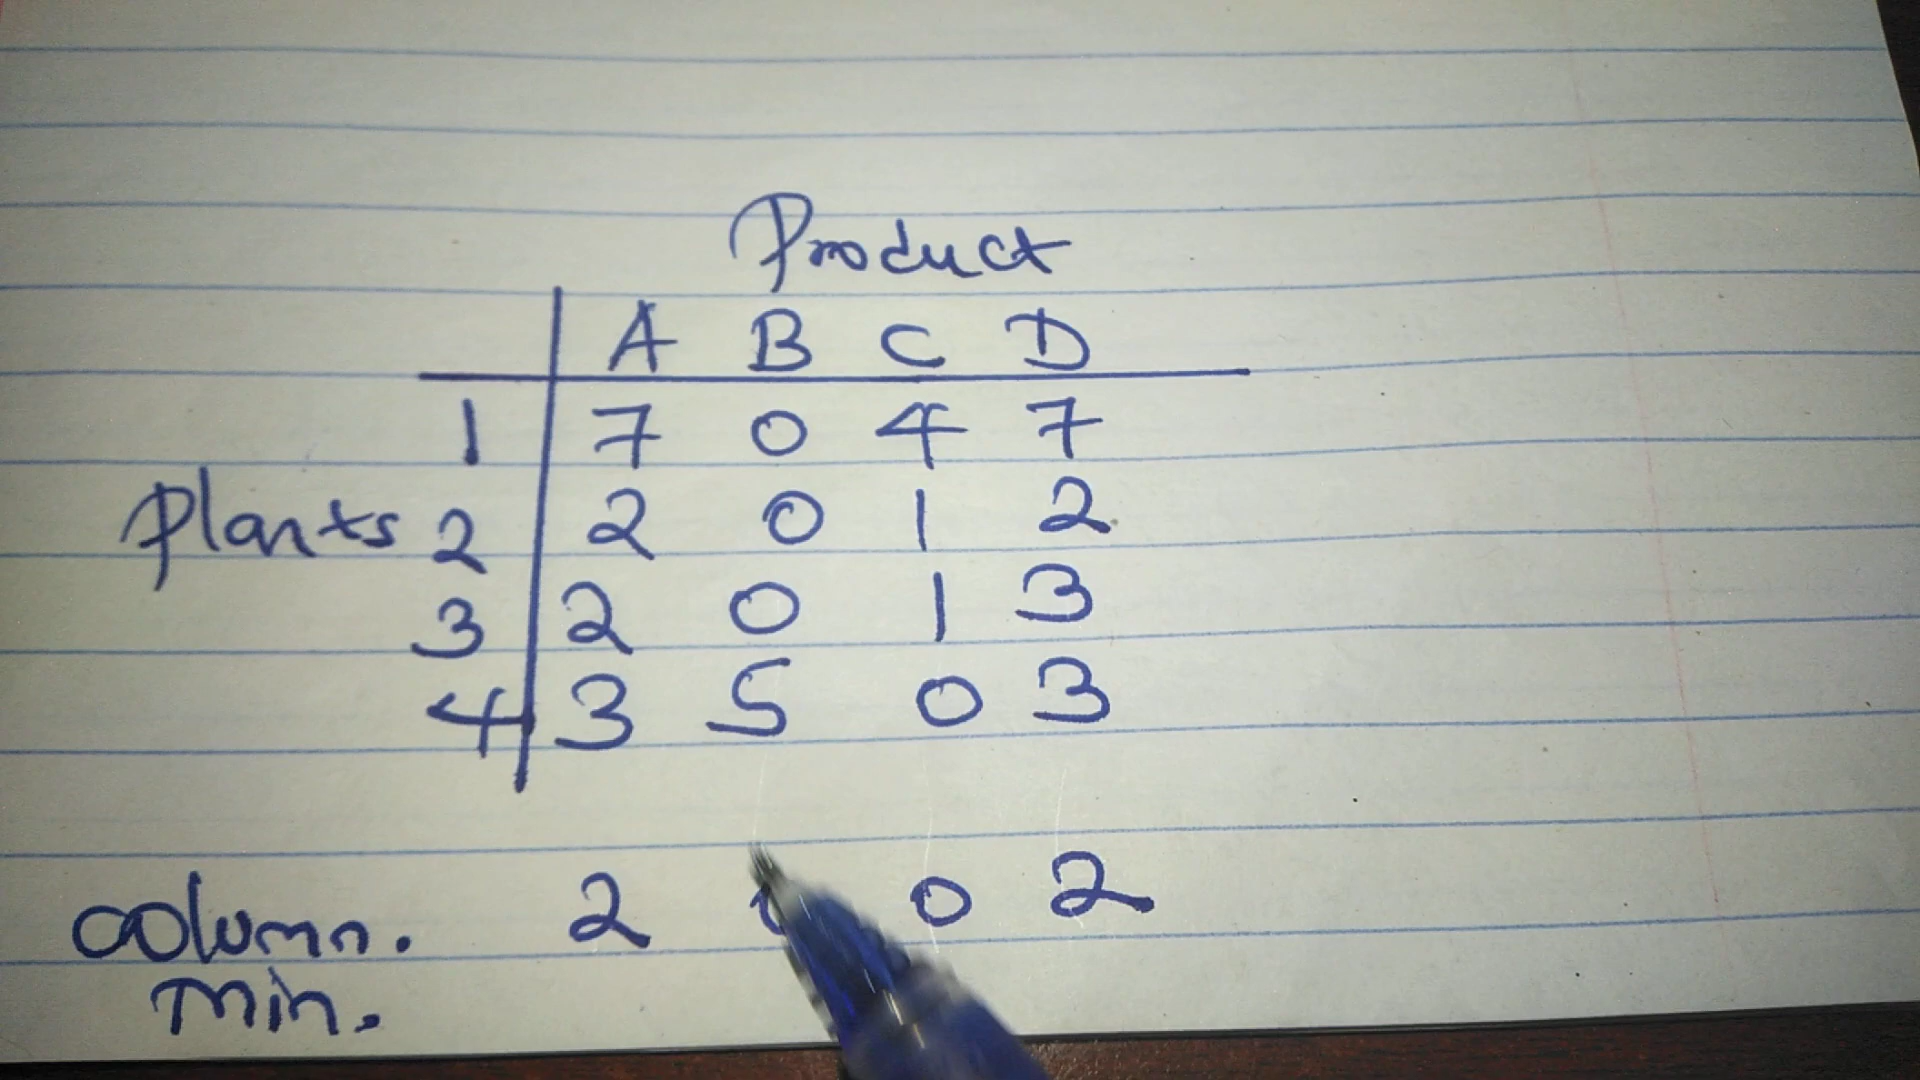 Product
A B C D
1 7 0 4 7
Plants 2 2 0 1 2
3 2 0 1 3
4 3 5 0 3
column. 2 0 2
min.